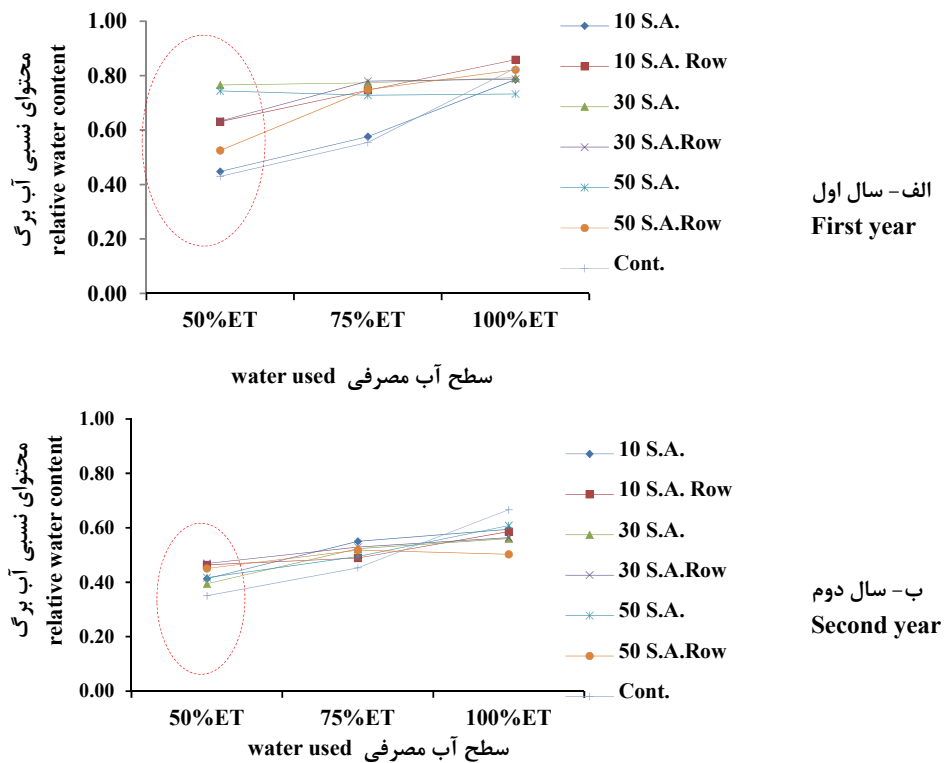 1.00
0.80
0.60
0.40
0.20
0.00
محتوای نسبی آب برگ
relative water content
50%ET
75%ET
100%ET
سطح آب مصرفی water used
10 S.A.
10 S.A. Row
30 S.A.
30 S.A.Row
50 S.A.
50 S.A.Row
Cont.
الف- سال اول
First year
1.00
0.80
0.60
0.40
0.20
0.00
محتوای نسبی آب برگ
relative water content
50%ET
75%ET
100%ET
سطح آب مصرفی water used
10 S.A.
10 S.A. Row
30 S.A.
30 S.A.Row
50 S.A.
50 S.A.Row
Cont.
ب- سال دوم
Second year